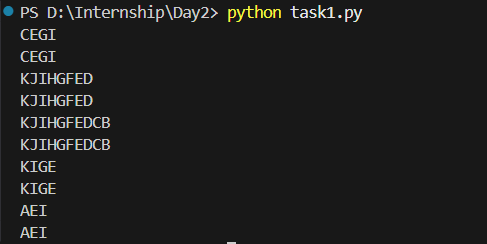 PS D:\Internship\Day2> python task1.py
CEGI
CEGI
KJIHGFED
KJIHGFED
KJIHGFEDCB
KJIHGFEDCB
KIGE
KIGE
AEI
AEI